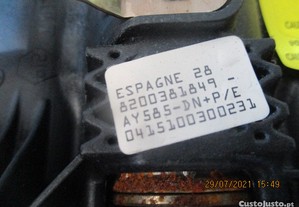 ESPAGNE 28
8200381849 -
AY585-DN+P/E
0415100300231
29/07/2021 15:49
CustoJusto.pt